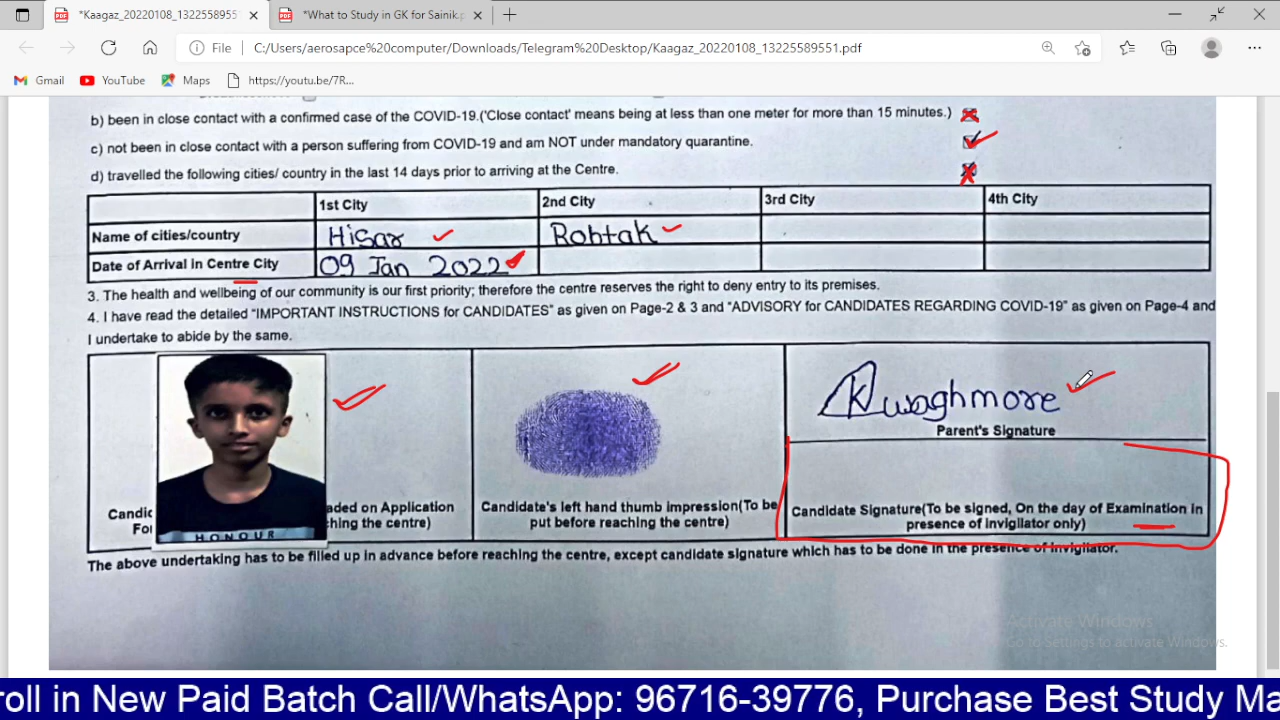 *Kaagaz_20220108_1322558955
*"What to Study in GK for Sainik.p
File C:/Users/aerosapce%20computer/Downloads/Telegram%20Desktop/Kaagaz_20220108_13225589551.pdf
Gmail YouTube Maps https://youtu.be/7R...
b) been in close contact with a confirmed case of the COVID-19.('Close contact' means being at less than one meter for more than 15 minutes.)
c) not been in close contact with a person suffering from COVID-19 and am NOT under mandatory quarantine.
d) travelled the following cities/ country in the last 14 days prior to arriving at the Centre.
1st City 2nd City 3rd City 4th City
Name of cities/country Hisar Rohtak
Date of Arrival in Centre City 09 Jan 2022
3. The health and wellbeing of our community is our first priority; therefore the centre reserves the right to deny entry to its premises.
4. I have read the detailed "IMPORTANT INSTRUCTIONS for CANDIDATES" as given on Page-2 & 3 and "ADVISORY for CANDIDATES REGARDING COVID-19" as given on Page-4 and
I undertake to abide by the same.
Kwaghmore
Parent's Signature
HONOUR
Candic
For
aded on Application
hing the centre)
Candidate's left hand thumb impression(To be
put before reaching the centre)
Candidate Signature(To be signed, On the day of Examination in
presence of invigilator only)
The above undertaking has to be filled up in advance before reaching the centre, except candidate signature which has to be done in the presence of invigilator.
Activate Windows
Go to Settings to activate Windows.
roll in New Paid Batch Call/WhatsApp: 96716-39776, Purchase Best Study Ma